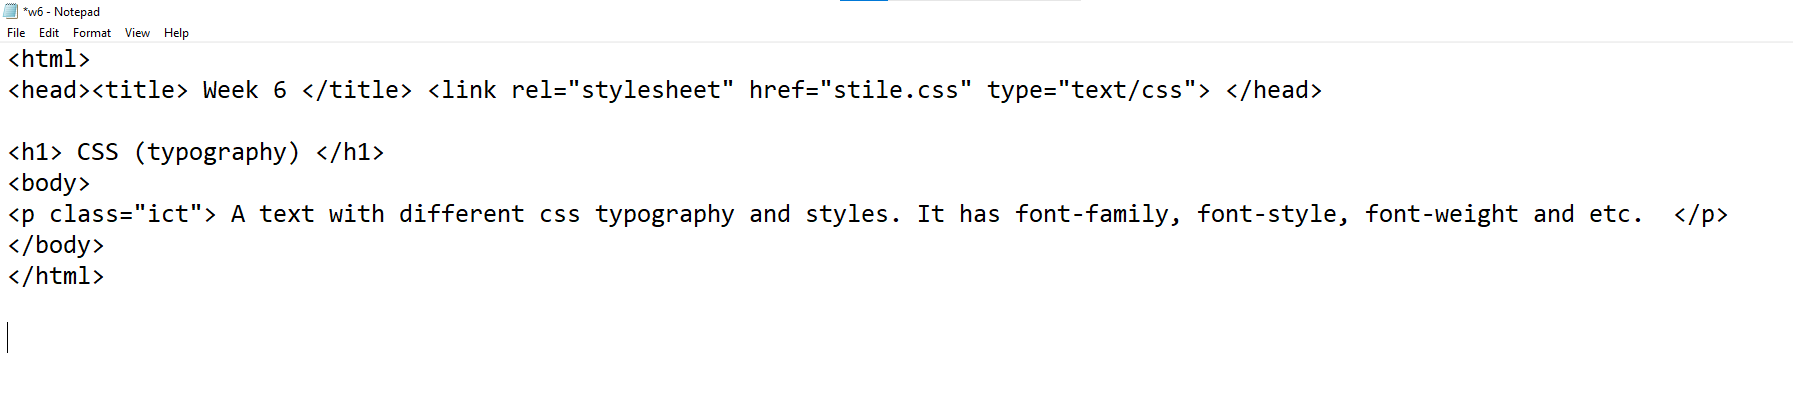 *w6 - Notepad
File Edit Format View Help
<html>
<head><title> Week 6 </title> <link rel="stylesheet" href="stile.css" type="text/css"> </head>
<h1> CSS (typography) </h1>
<body>
<p class="ict"> A text with different css typography and styles. It has font-family, font-style, font-weight and etc.  </p>
</body>
</html>